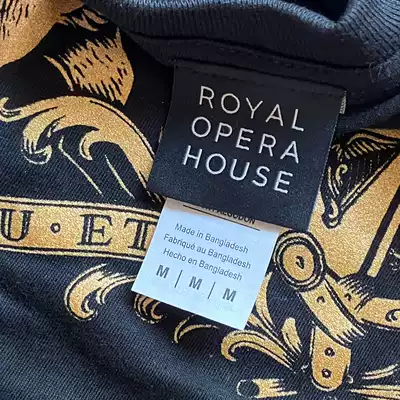 ROYAL
OPERA
HOUSE
Made in Bangladesh
Fabriqué au Bangladesh
Hecho en Bangladesh
M | M | M
U · ET